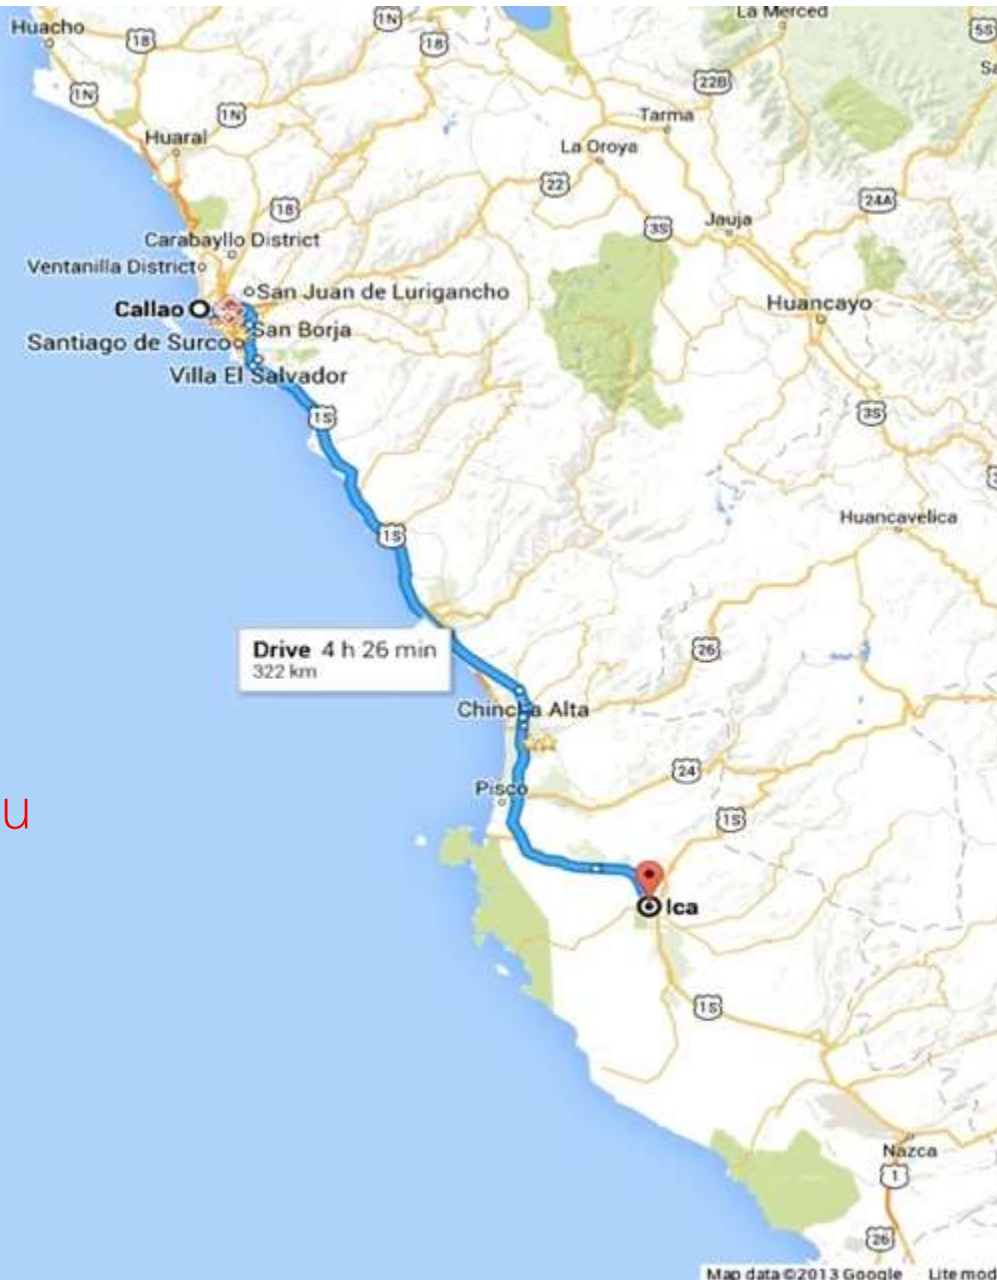 La Merced
Huacho
1N
5S
18
18
22B
1N
1N
Tarma
Huaral
La Oroya
22
24A
18
3S
Jauja
Carabayllo District
Ventanilla District
San Juan de Lurigancho
Callao
Huancayo
San Borja
Santiago de Surco
Villa El Salvador
1S
3S
Huancavelica
1S
Drive 4 h 26 min
322 km
26
Chincha Alta
24
Pisco
u
1S
Ica
1S
Nazca
1
26
Map data ©2013 Google Lite mod